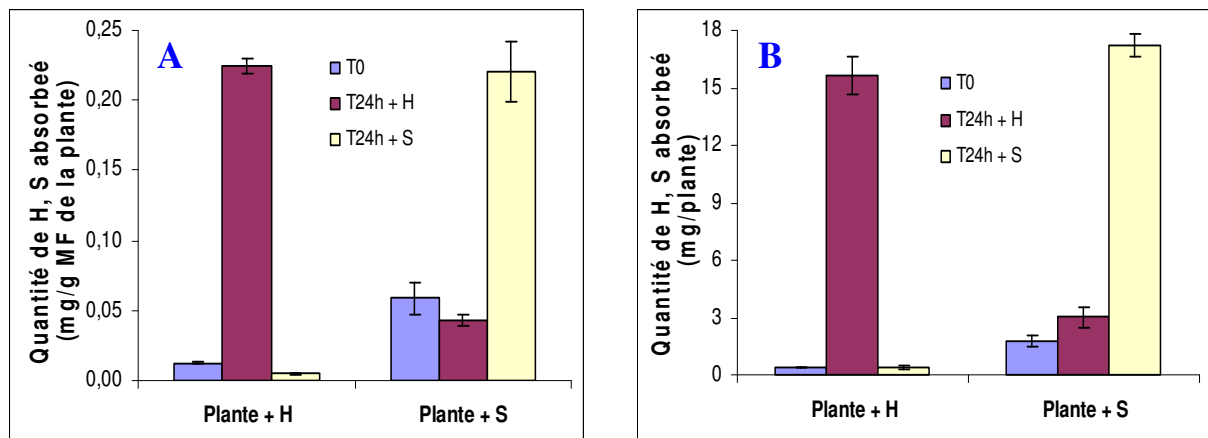 A
Quantité de H, S absorbeé
(mg/g MF de la plante)
0,25
0,20
0,15
0,10
0,05
0,00
T0
T24h + H
T24h + S
Plante + H
Plante + S
B
Quantité de H, S absorbeé
(mg/plante)
18
15
12
9
6
3
0
T0
T24h + H
T24h + S
Plante + H
Plante + S